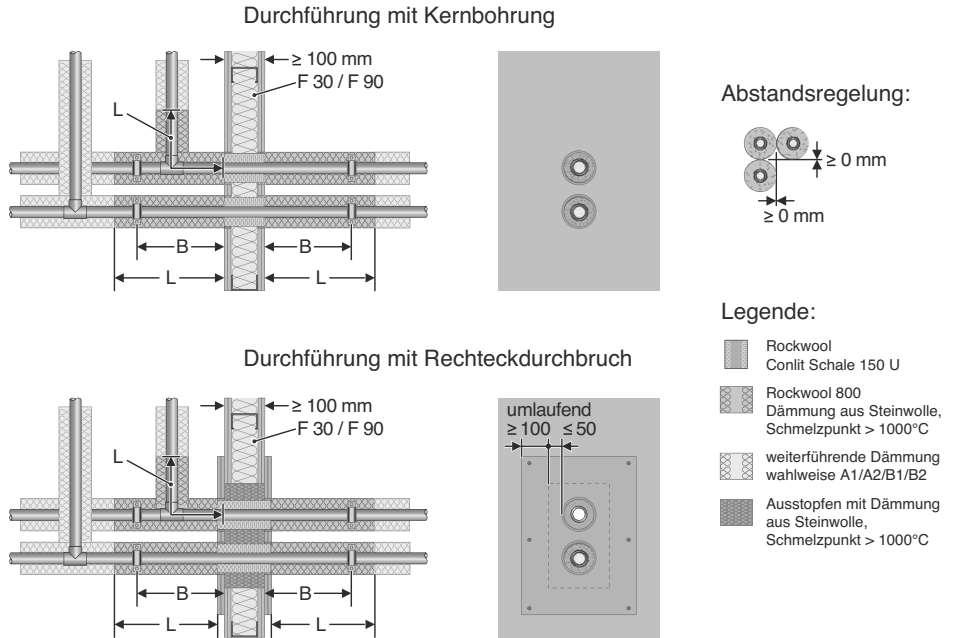 Durchführung mit Kernbohrung
≥ 100 mm
F 30 / F 90
L
B
B
L
L
Abstandsregelung:
≥ 0 mm
≥ 0 mm
Legende:
Rockwool
Conlit Schale 150 U
Rockwool 800
Dämmung aus Steinwolle,
Schmelzpunkt > 1000°C
weiterführende Dämmung
wahlweise A1/A2/B1/B2
Ausstopfen mit Dämmung
aus Steinwolle,
Schmelzpunkt > 1000°C
Durchführung mit Rechteckdurchbruch
≥ 100 mm
F 30 / F 90
L
B
B
L
L
umlaufend
≥ 100 ≤ 50